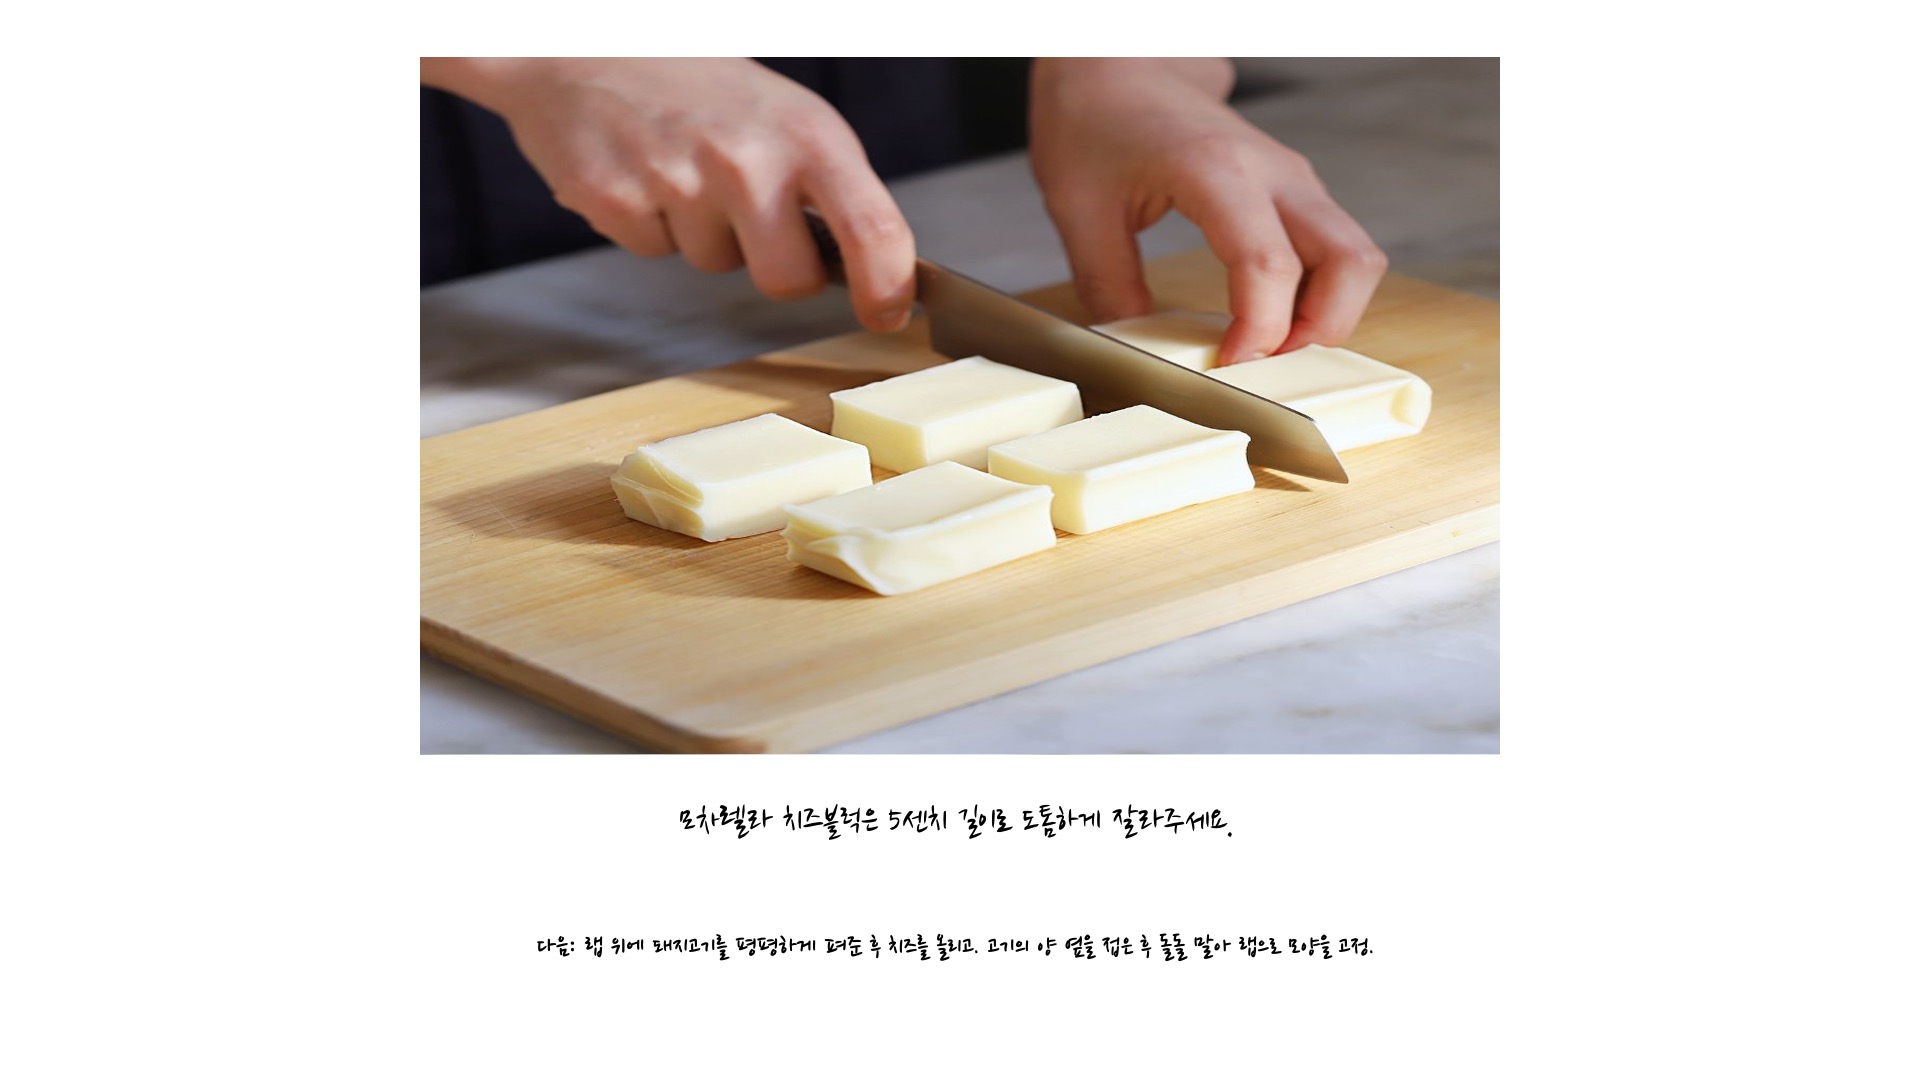 모차렐라 치즈블럭은 5센치 길이로 도톰하게 잘라주세요.
다음: 랩 위에 돼지고기를 평평하게 펴준 후 치즈를 올리고. 고기의 양 옆을 접은 후 돌돌 말아 랩으로 모양을 고정.